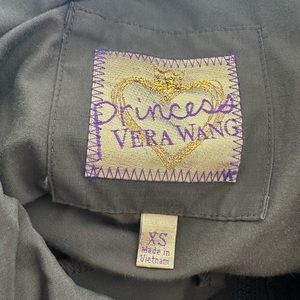 princess
VERA WANG
XS
Made in
Vietnam